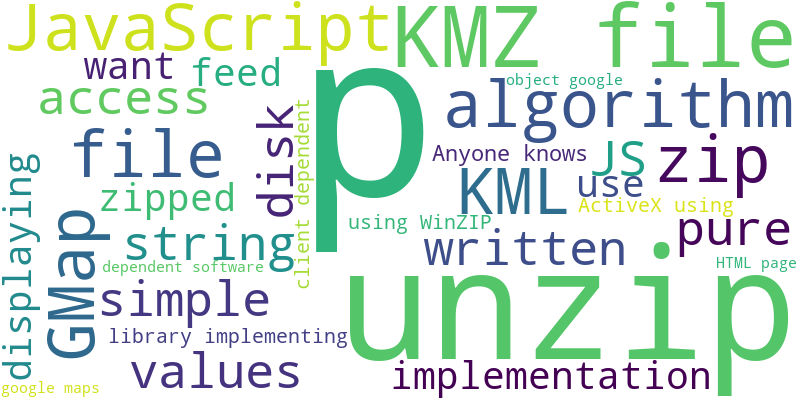 JavaScript
KMZ file
want
feed
object google
access
algorithm
p
disk
file
Anyone knows
JS
zip
zipped
client dependent
KML
use
ActiveX using
displaying
GMap
string
using WinZIP
written
pure
dependent software
HTML page
simple
unzip
library implementing
values
implementation
google maps